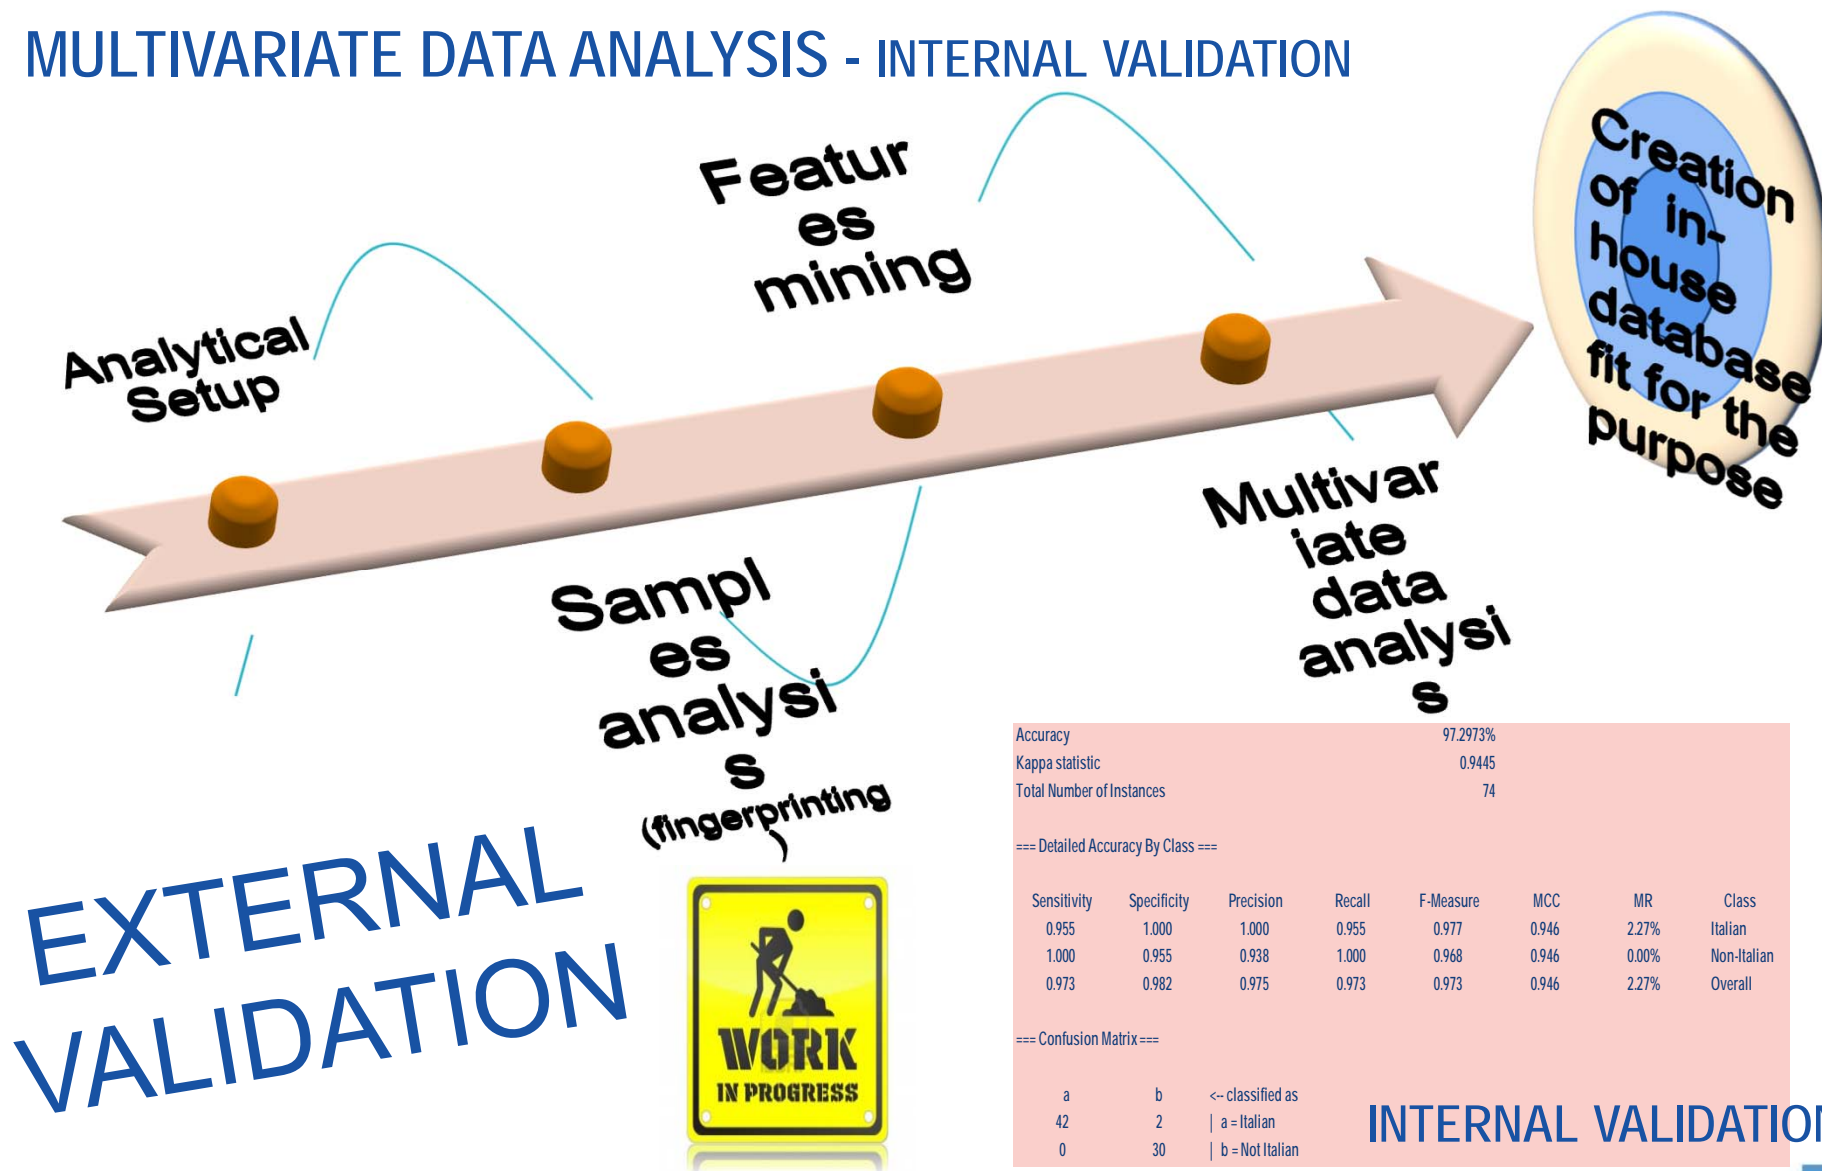 MULTIVARIATE DATA ANALYSIS - INTERNAL VALIDATION
Analytical
Setup
Sampl
es
analysi
s
(fingerprinting
)
Featur
es
mining
Multivar
iate
data
analysi
s
Creation
of in-
house
database
fit for the
purpose
EXTERNAL
VALIDATION
WORK
IN PROGRESS
Accuracy 97.2973%
Kappa statistic 0.9445
Total Number of Instances 74
=== Detailed Accuracy By Class ===
Sensitivity Specificity Precision Recall F-Measure MCC MR Class
0.955 1.000 1.000 0.955 0.977 0.946 2.27% Italian
1.000 0.955 0.938 1.000 0.968 0.946 0.00% Non-Italian
0.973 0.982 0.975 0.973 0.973 0.946 2.27% Overall
=== Confusion Matrix ===
a b <-- classified as
42 2 | a = Italian
0 30 | b = Not Italian
INTERNAL VALIDATION